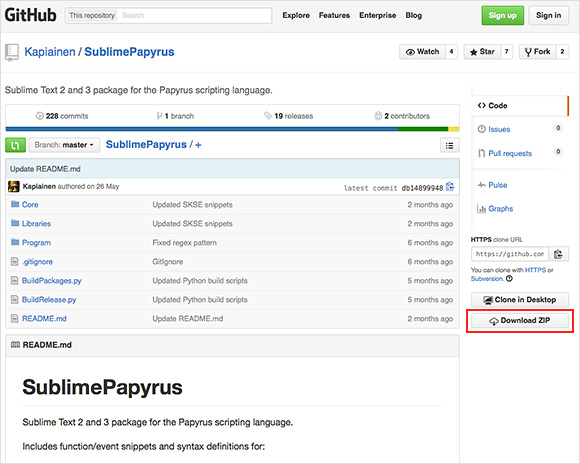 GitHub This repository Search Explore Features Enterprise Blog Sign up Sign in
Kapiainen / SublimePapyrus Watch 4 Star 7 Fork 2
Sublime Text 2 and 3 package for the Papyrus scripting language.
228 commits 1 branch 19 releases 2 contributors
Branch: master SublimePapyrus / +
Update README.md
Kapiainen authored on 26 May latest commit db14899948
Core Updated SKSE snippets 2 months ago
Libraries Updated SKSE snippets 2 months ago
Program Fixed regex pattern 6 months ago
.gitignore GitIgnore 6 months ago
BuildPackages.py Updated Python build scripts 2 months ago
BuildRelease.py Updated Python build scripts 2 months ago
README.md Update README.md 2 months ago
README.md
SublimePapyrus
Sublime Text 2 and 3 package for the Papyrus scripting language.
Includes function/event snippets and syntax definitions for:
Code
Issues 0
Pull requests 0
Pulse
Graphs
HTTPS clone URL
https://github.com
You can clone with HTTPS or
Subversion.
Clone in Desktop
Download ZIP